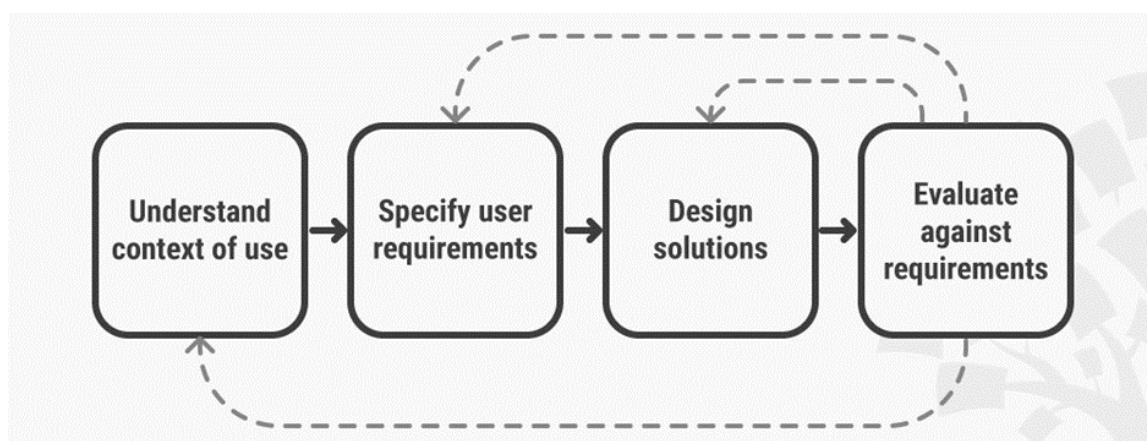 Understand
context of use
Specify user
requirements
Design
solutions
Evaluate
against
requirements